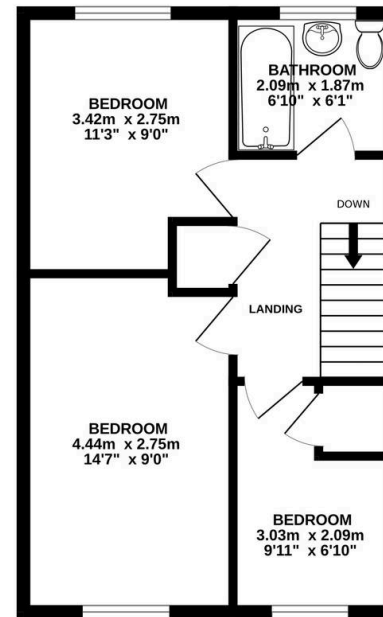 BEDROOM
3.42m x 2.75m
11'3" x 9'0"
BATHROOM
2.09m x 1.87m
6'10" x 6'1"
DOWN
LANDING
BEDROOM
4.44m x 2.75m
14'7" x 9'0"
BEDROOM
3.03m x 2.09m
9'11" x 6'10"